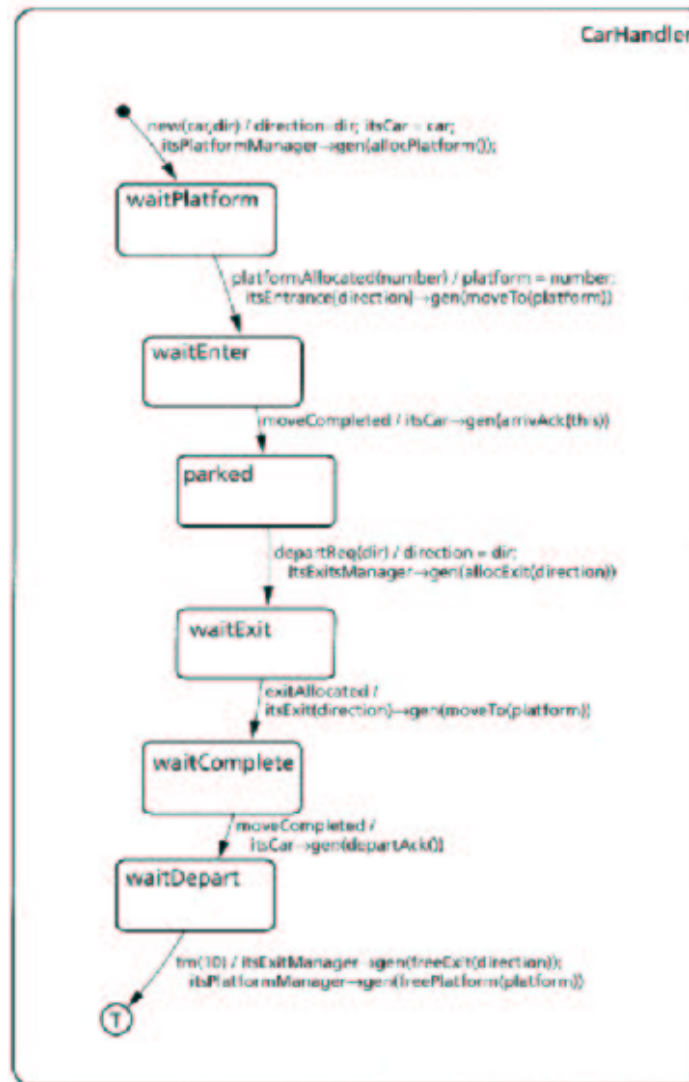 CarHandler
new(car,dir) / direction=dir; itsCar = car;
itsPlatformManager→gen(allocPlatform());
waitPlatform
platformAllocated(number) / platform = number;
itsEntrance(direction)→gen(moveTo(platform))
waitEnter
moveCompleted / itsCar→gen(arrivAck(this))
parked
departReq(dir) / direction = dir;
itsExitsManager→gen(allocExit(direction))
waitExit
exitAllocated /
itsExit(direction)→gen(moveTo(platform))
waitComplete
moveCompleted /
itsCar→gen(departAck())
waitDepart
tm(10) / itsExitManager→gen(freeExit(direction));
itsPlatformManager→gen(freePlatform(platform))
T